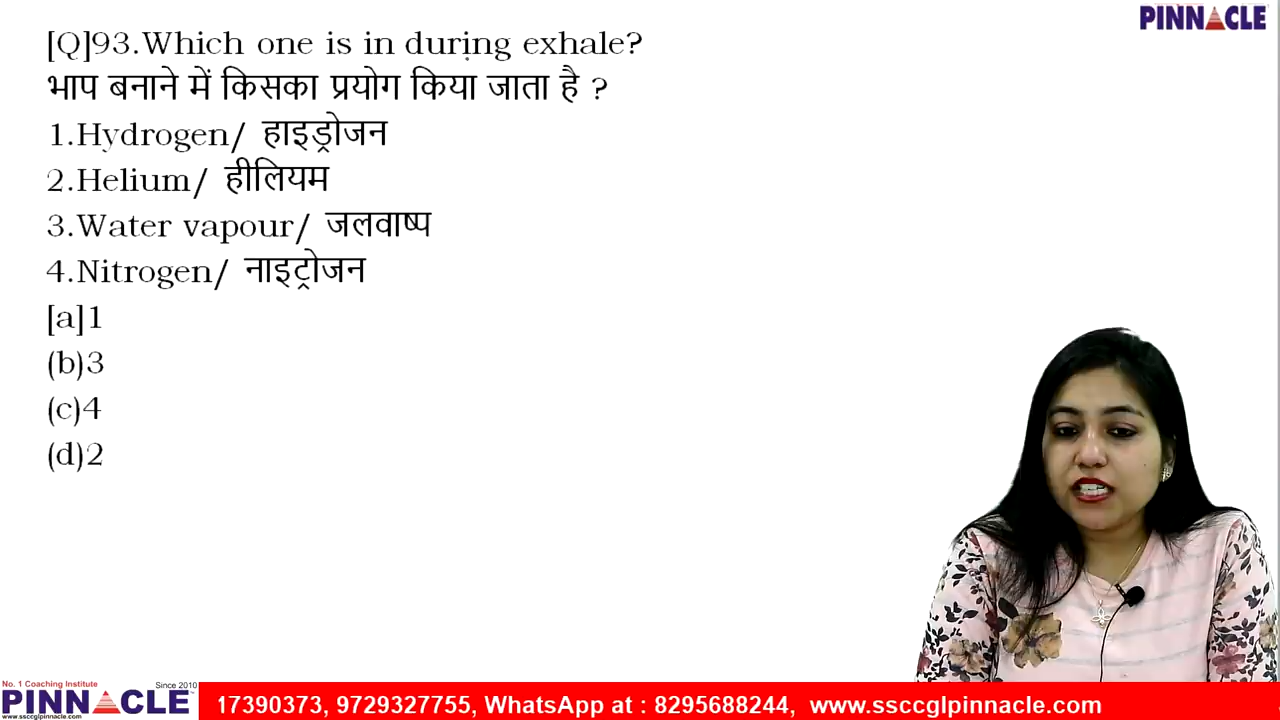 PINNACLE
[Q]93.Which one is in during exhale?
भाप बनाने में किसका प्रयोग किया जाता है ?
1.Hydrogen/ हाइड्रोजन
2.Helium/ हीलियम
3.Water vapour/ जलवाष्प
4.Nitrogen/ नाइट्रोजन
[a]1
(b)3
(c)4
(d)2
No. 1 Coaching Institute Since 2010
PINNACLE
www.ssccglpinnacle.com
17390373, 9729327755, WhatsApp at : 8295688244, www.ssccglpinnacle.com